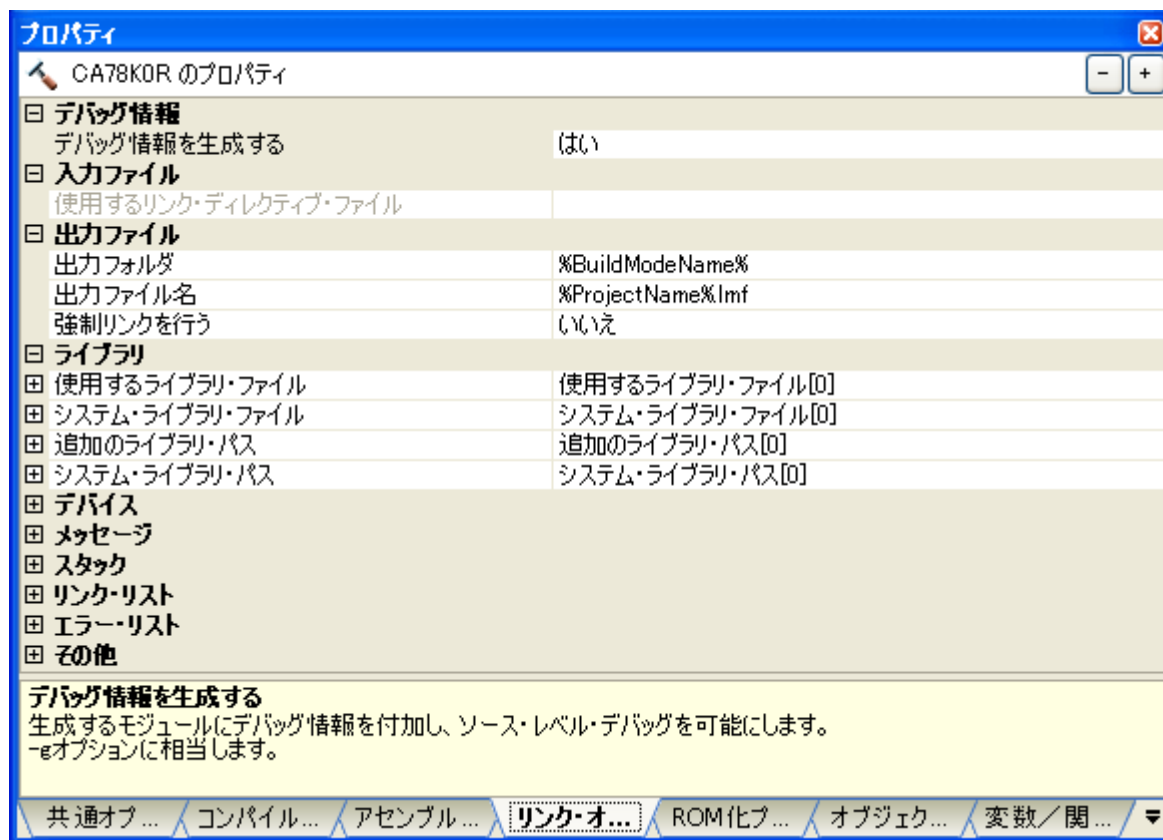 プロパティ
CA78K0R のプロパティ
デバッグ情報
デバッグ情報を生成する はい
入力ファイル
使用するリンク・ディレクティブ・ファイル
出力ファイル
出力フォルダ %BuildModeName%
出力ファイル名 %ProjectName%.lmf
強制リンクを行う いいえ
ライブラリ
使用するライブラリ・ファイル 使用するライブラリ・ファイル[0]
システム・ライブラリ・ファイル システム・ライブラリ・ファイル[0]
追加のライブラリ・パス 追加のライブラリ・パス[0]
システム・ライブラリ・パス システム・ライブラリ・パス[0]
デバイス
メッセージ
スタック
リンク・リスト
エラー・リスト
その他
デバッグ情報を生成する
生成するモジュールにデバッグ情報を付加し、ソース・レベル・デバッグを可能にします。
-gオプションに相当します。
共通オプ... コンパイル... アセンブル... リンク・オ... ROM化プ... オブジェク... 変数／関...